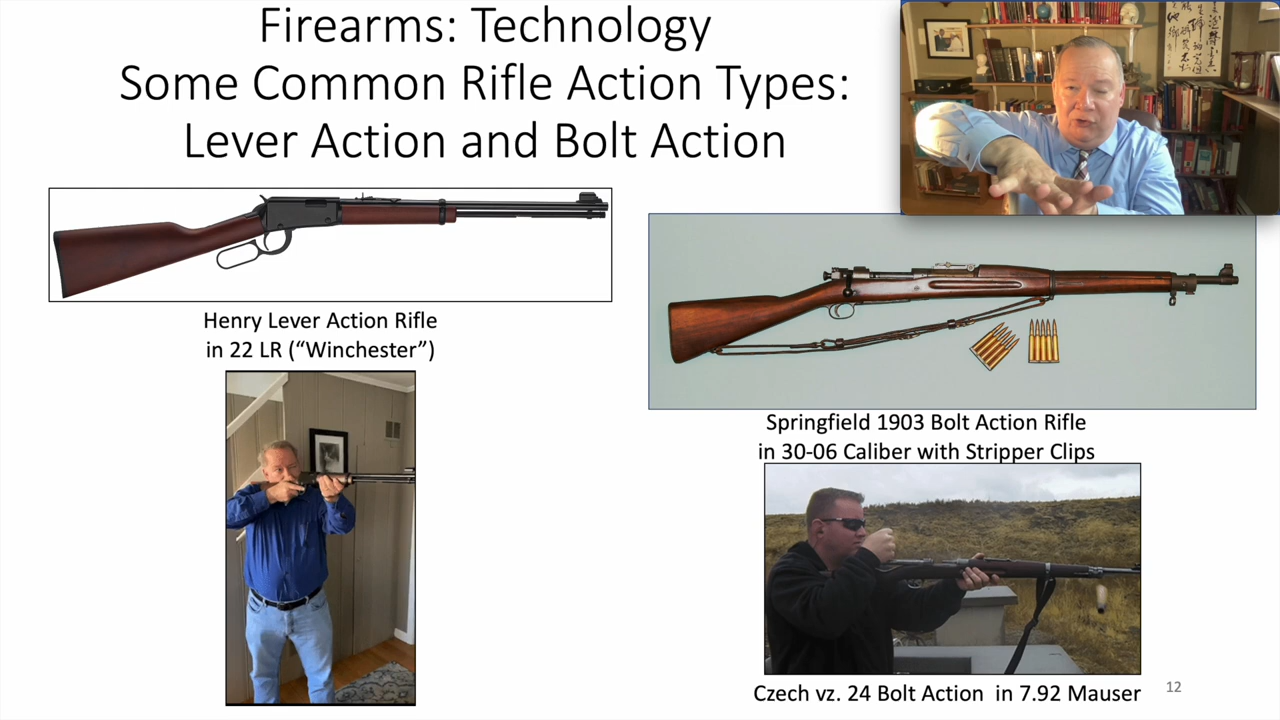 Firearms: Technology
Some Common Rifle Action Types:
Lever Action and Bolt Action
Henry Lever Action Rifle
in 22 LR (“Winchester”)
Springfield 1903 Bolt Action Rifle
in 30-06 Caliber with Stripper Clips
Czech vz. 24 Bolt Action  in 7.92 Mauser
12